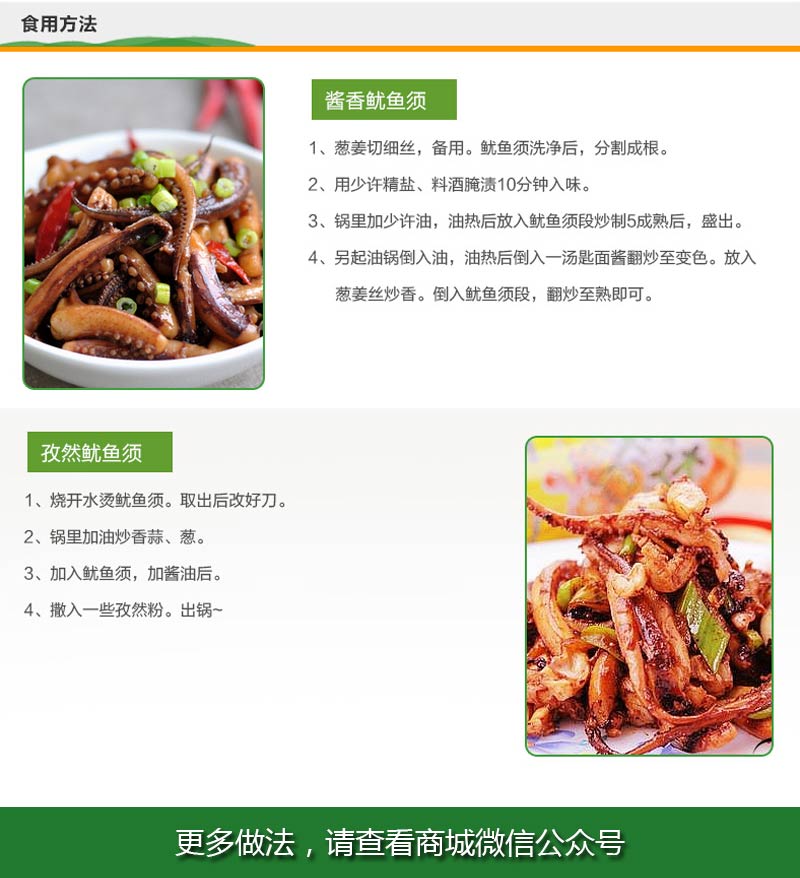 食用方法
酱香鱿鱼须
1、葱姜切细丝，备用。鱿鱼须洗净后，分割成根。
2、用少许精盐、料酒腌渍10分钟入味。
3、锅里加少许油，油热后放入鱿鱼须段炒制5成熟后，盛出。
4、另起油锅倒入油，油热后倒入一汤匙面酱翻炒至变色。放入
葱姜丝炒香。倒入鱿鱼须段，翻炒至熟即可。
孜然鱿鱼须
1、烧开水烫鱿鱼须。取出后改好刀。
2、锅里加油炒香蒜、葱。
3、加入鱿鱼须，加酱油后。
4、撒入一些孜然粉。出锅~
更多做法，请查看商城微信公众号